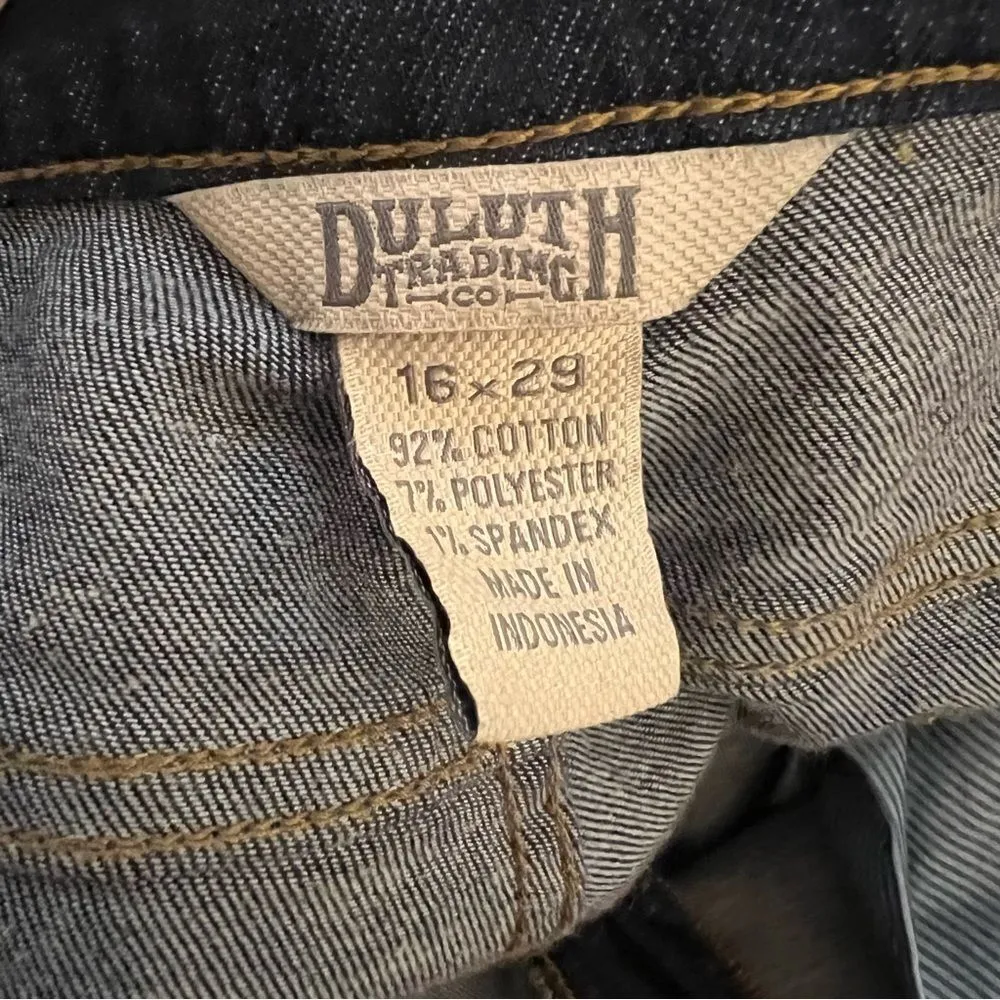 DULUTH
TRADING
CO
16 x 29
92% COTTON
7% POLYESTER
1% SPANDEX
MADE IN
INDONESIA